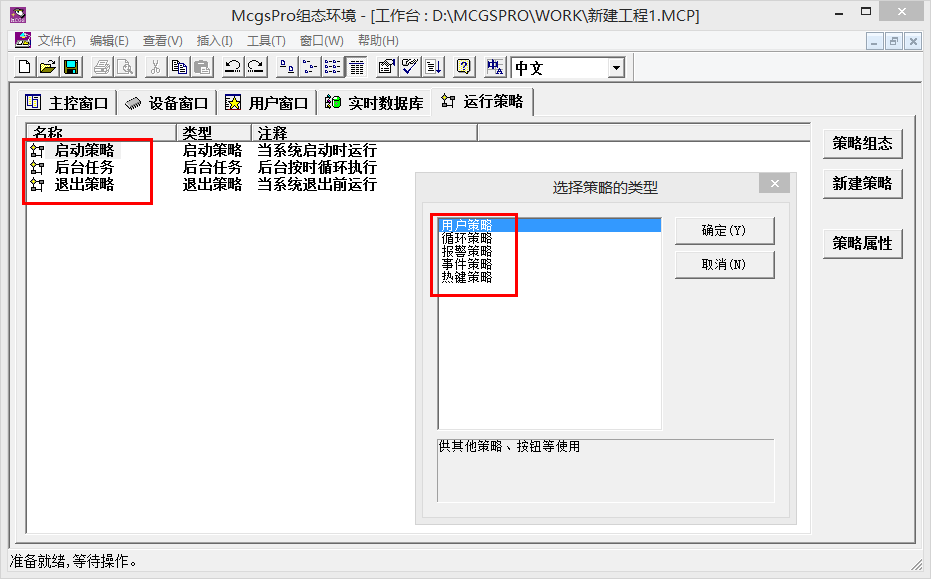 McgsPro组态环境 - [工作台 : D:\MCGSPRO\WORK\新建工程1.MCP]
文件(F) 编辑(E) 查看(V) 插入(I) 工具(T) 窗口(W) 帮助(H)
中文
主控窗口 设备窗口 用户窗口 实时数据库 运行策略
名称 类型 注释
启动策略 启动策略 当系统启动时运行
后台任务 后台任务 后台按时循环执行
退出策略 退出策略 当系统退出前运行
策略组态
新建策略
策略属性
选择策略的类型
用户策略
循环策略
报警策略
事件策略
热键策略
确定(Y)
取消(N)
供其他策略、按钮等使用
准备就绪,等待操作。